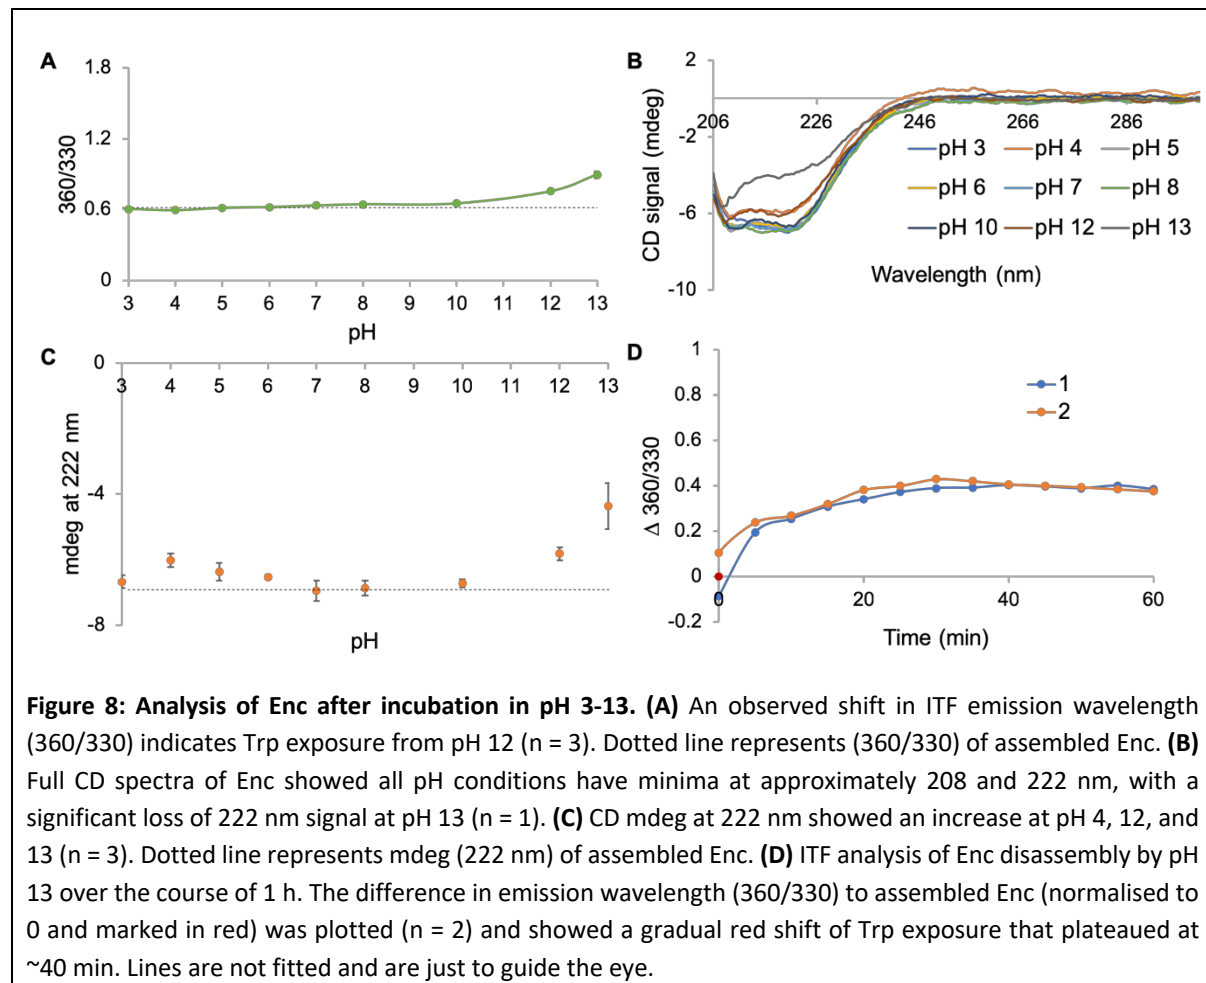 A
1.8
1.2
0.6
0
360/330
3 4 5 6 7 8 9 10 11 12 13
pH
B
2
-2
-6
-10
CD signal (mdeg)
206 226 246 266 286
pH 3 pH 4 pH 5
pH 6 pH 7 pH 8
pH 10 pH 12 pH 13
Wavelength (nm)
C
0
-4
-8
mdeg at 222 nm
3 4 5 6 7 8 9 10 11 12 13
pH
D
1
0.8
0.6
0.4
0.2
0
-0.2
Δ 360/330
1
2
0 20 40 60
Time (min)
Figure 8: Analysis of Enc after incubation in pH 3-13. (A) An observed shift in ITF emission wavelength
(360/330) indicates Trp exposure from pH 12 (n = 3). Dotted line represents (360/330) of assembled Enc. (B)
Full CD spectra of Enc showed all pH conditions have minima at approximately 208 and 222 nm, with a
significant loss of 222 nm signal at pH 13 (n = 1). (C) CD mdeg at 222 nm showed an increase at pH 4, 12, and
13 (n = 3). Dotted line represents mdeg (222 nm) of assembled Enc. (D) ITF analysis of Enc disassembly by pH
13 over the course of 1 h. The difference in emission wavelength (360/330) to assembled Enc (normalised to
0 and marked in red) was plotted (n = 2) and showed a gradual red shift of Trp exposure that plateaued at
~40 min. Lines are not fitted and are just to guide the eye.